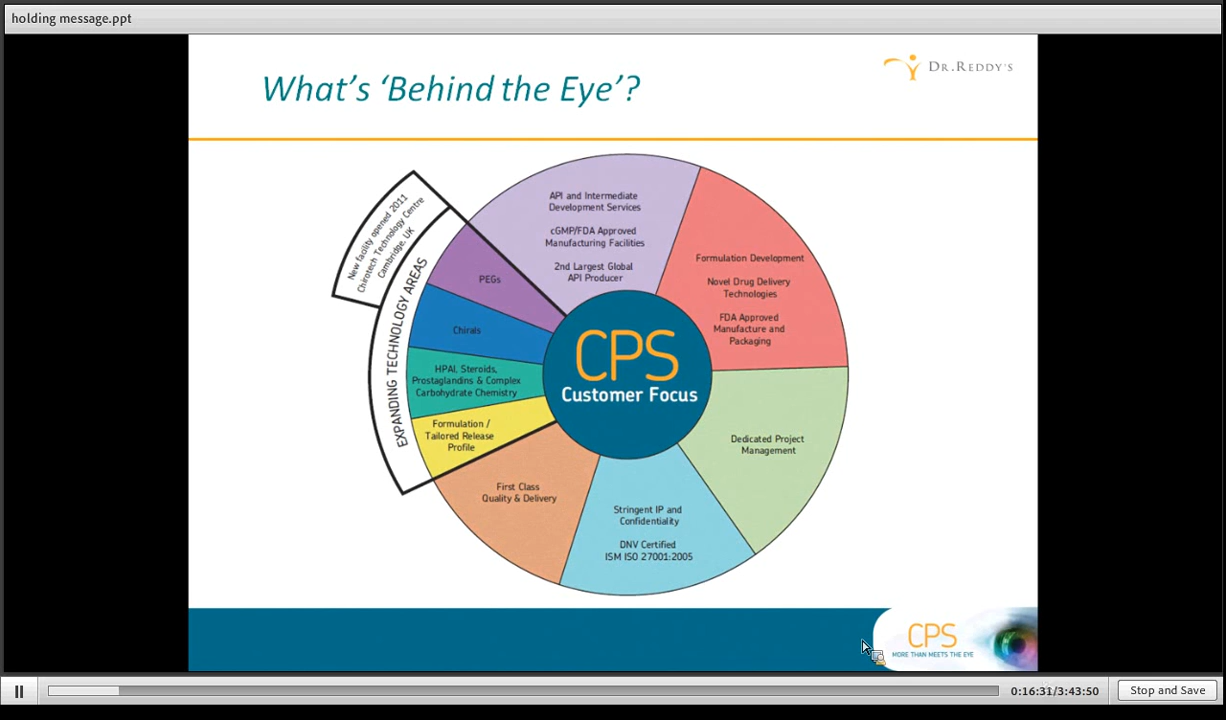 holding message.ppt
What's 'Behind the Eye'?
DR.REDDY'S
New facility opened 2011
Chirotech Technology Centre
Cambridge, UK
EXPANDING TECHNOLOGY AREAS
API and Intermediate
Development Services
cGMP/FDA Approved
Manufacturing Facilities
2nd Largest Global
API Producer
Formulation Development
Novel Drug Delivery
Technologies
FDA Approved
Manufacture and
Packaging
PEGs
Chirals
HPAI, Steroids,
Prostaglandins & Complex
Carbohydrate Chemistry
Formulation /
Tailored Release
Profile
CPS
Customer Focus
Dedicated Project
Management
First Class
Quality & Delivery
Stringent IP and
Confidentiality
DNV Certified
ISM ISO 27001:2005
CPS
MORE THAN MEETS THE EYE
0:16:31/3:43:50
Stop and Save